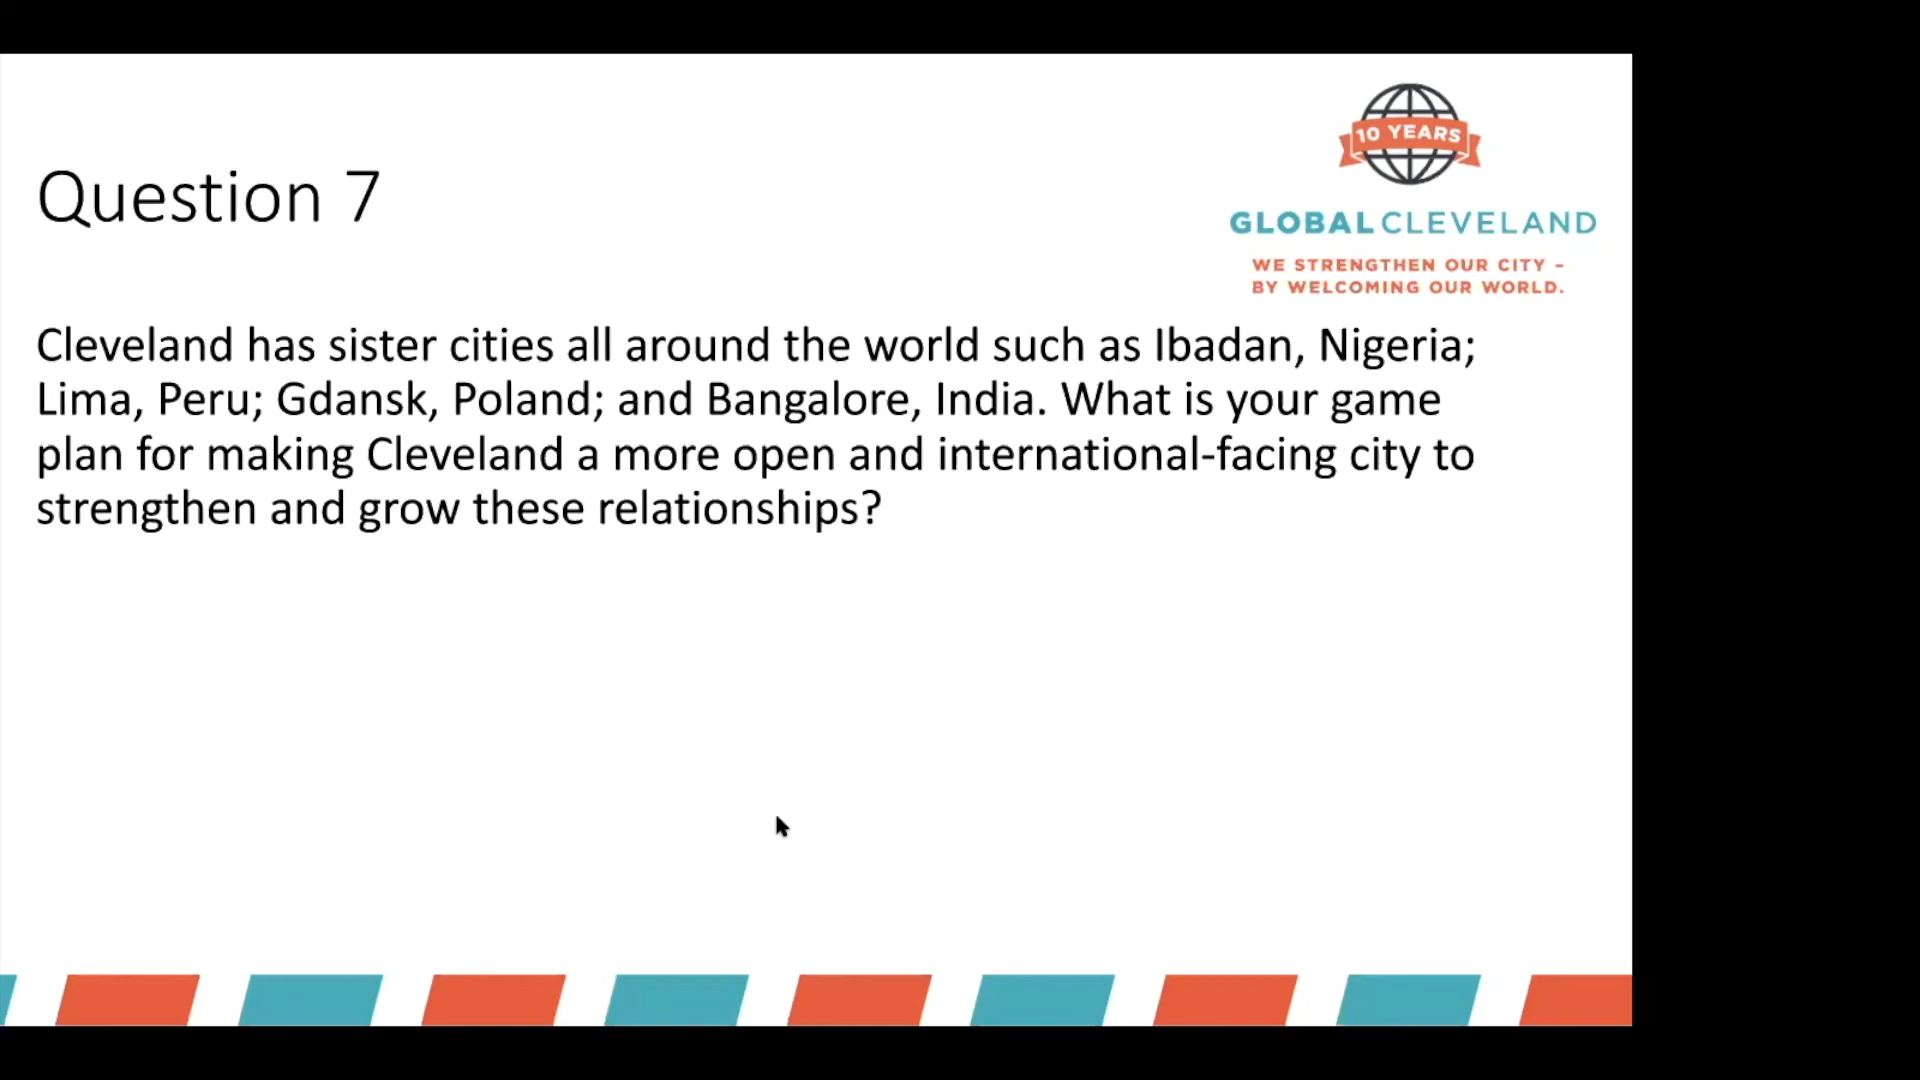 10 YEARS
GLOBALCLEVELAND
WE STRENGTHEN OUR CITY -
BY WELCOMING OUR WORLD.
Question 7
Cleveland has sister cities all around the world such as Ibadan, Nigeria;
Lima, Peru; Gdansk, Poland; and Bangalore, India. What is your game
plan for making Cleveland a more open and international-facing city to
strengthen and grow these relationships?